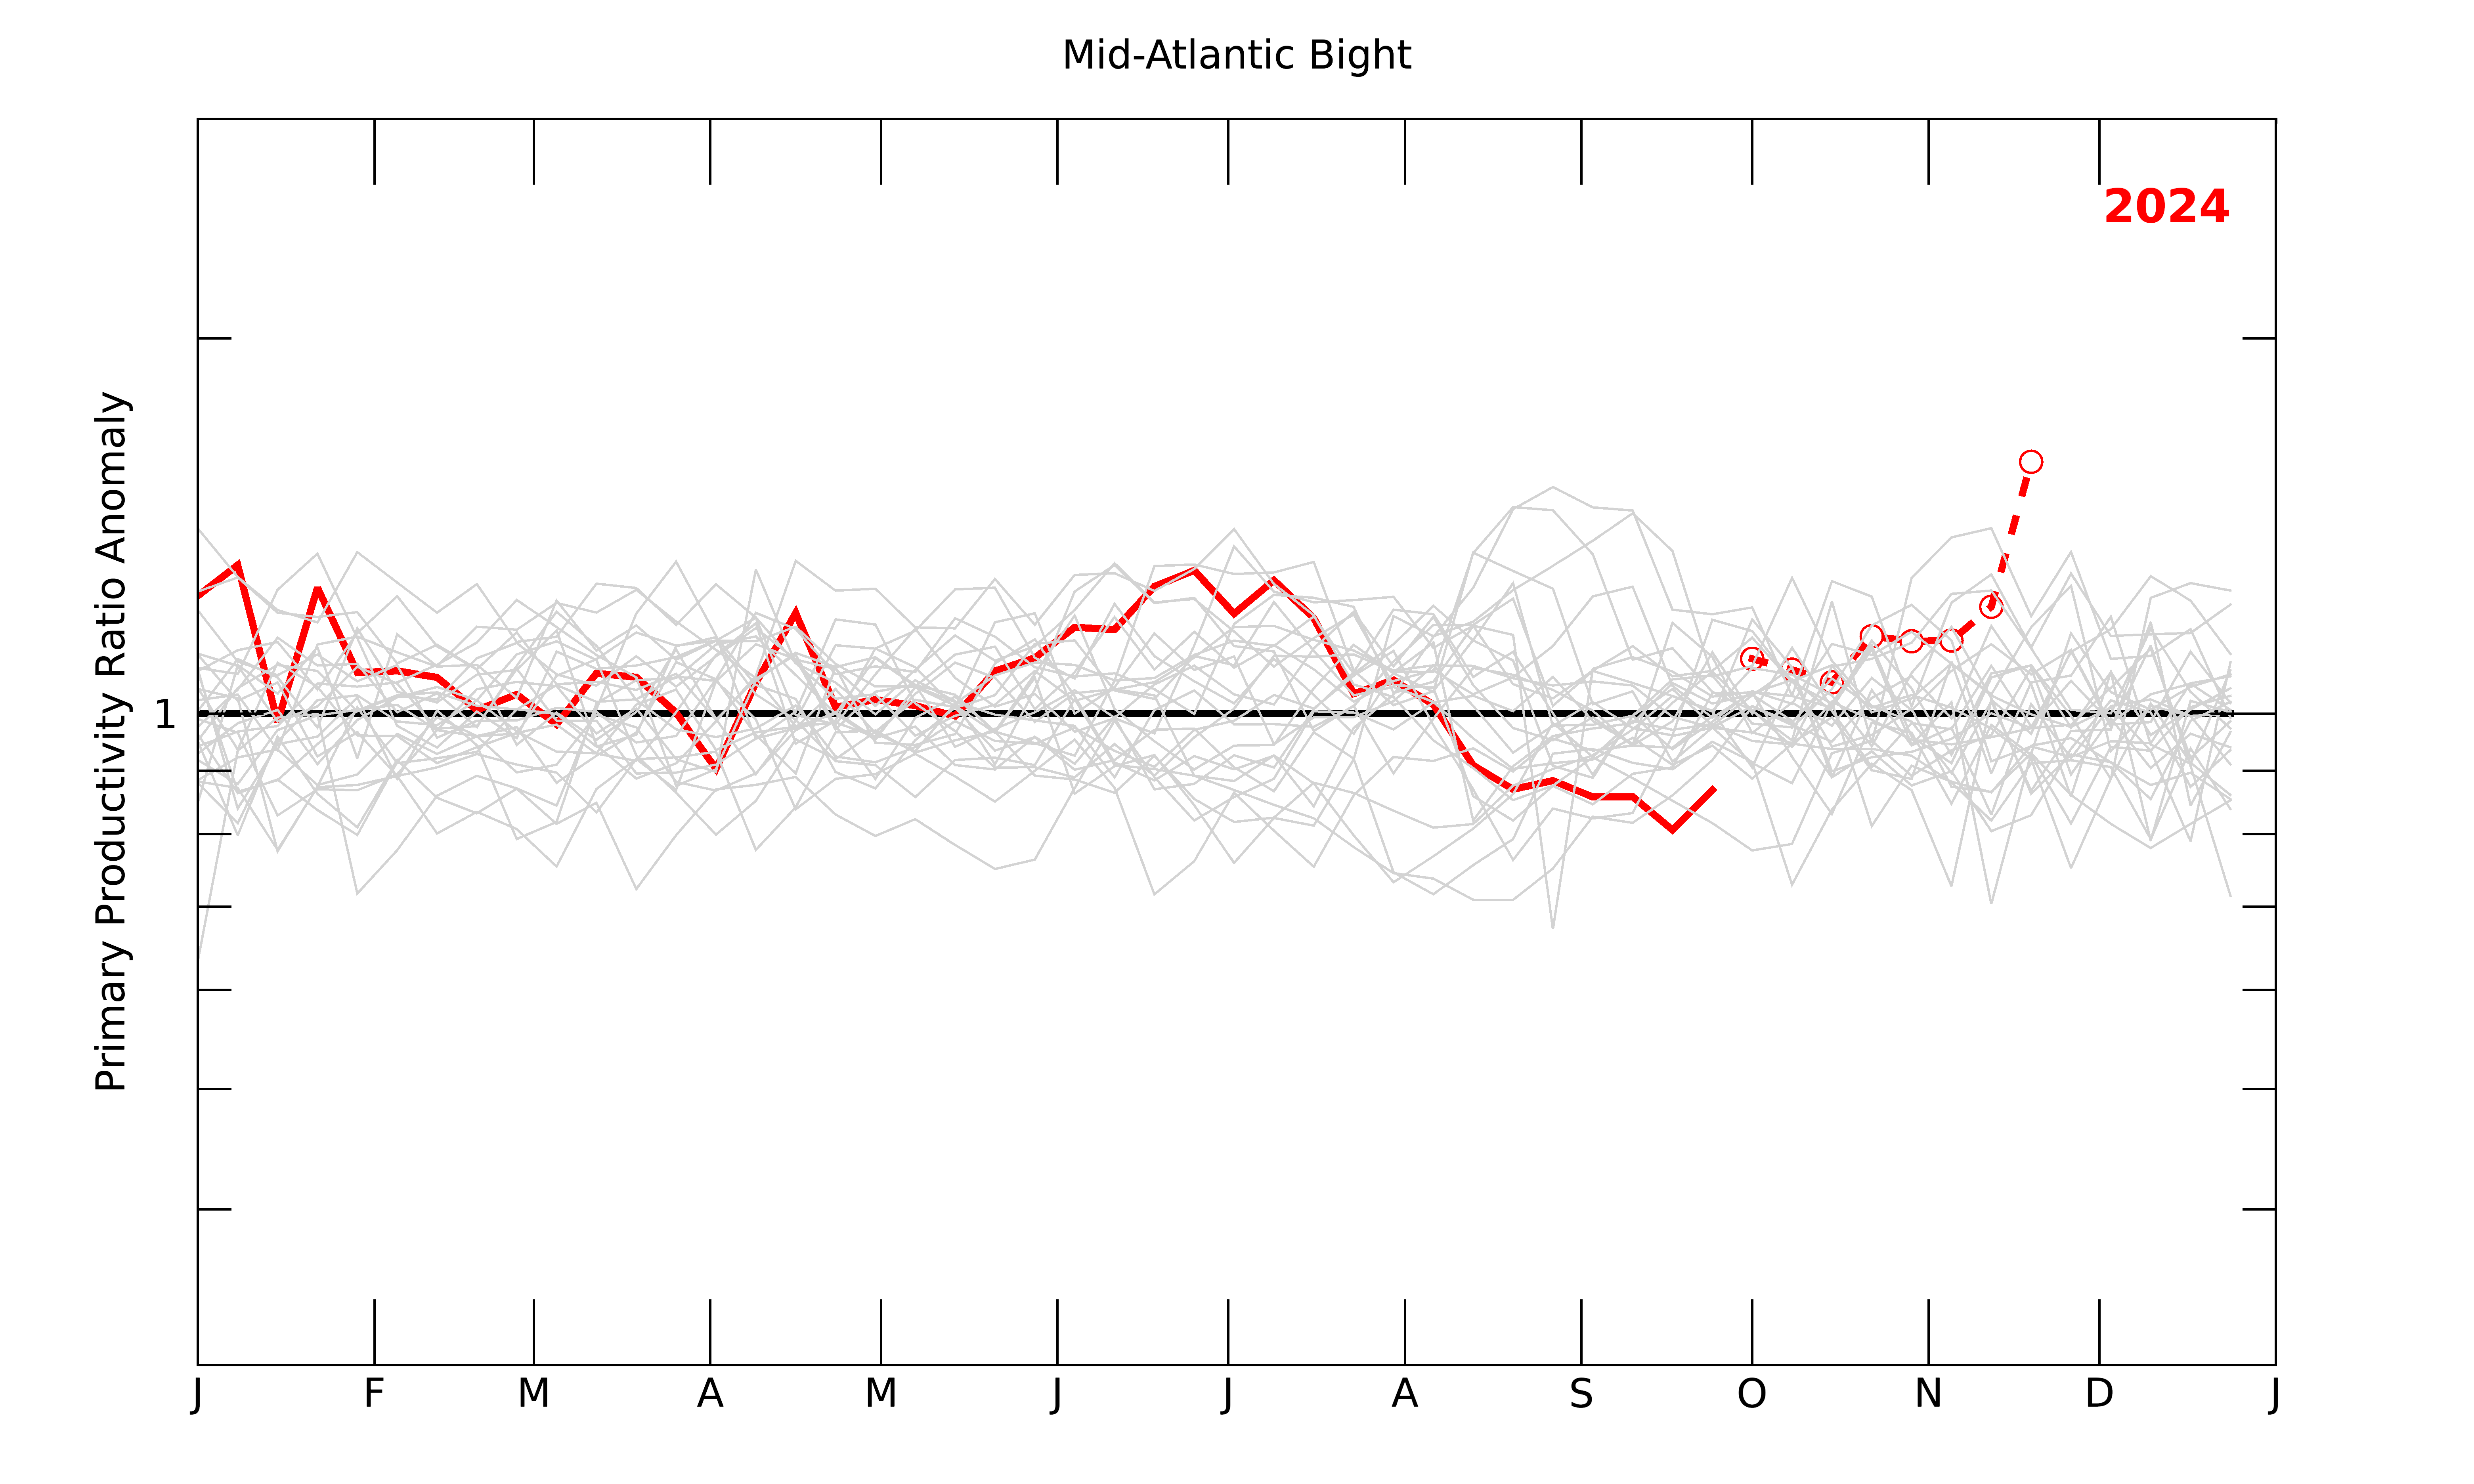 Mid-Atlantic Bight
2024
Primary Productivity Ratio Anomaly
1
J F M A M J J A S O N D J